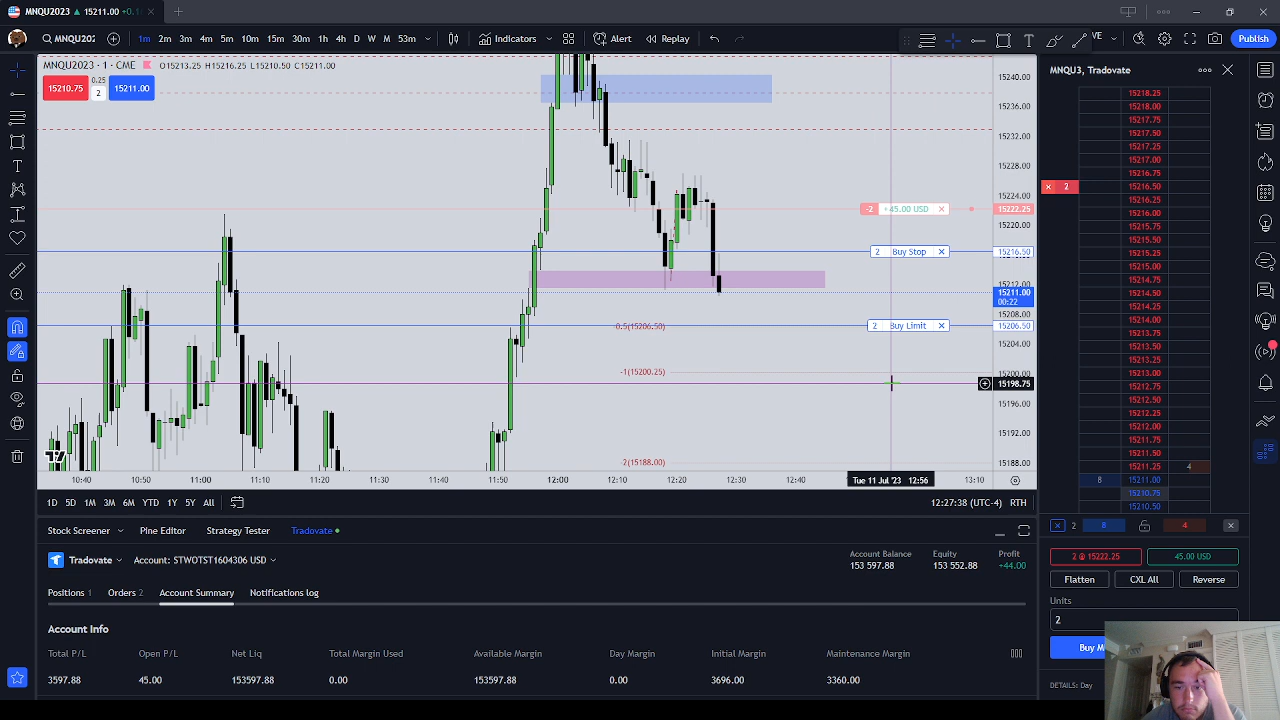 MNQU2023 ▲ 15211.00 +0.1
MNQU202 1m 2m 3m 4m 5m 10m 15m 30m 1h 4h D W M 53m Indicators Alert Replay VE Publish
MNQU2023 · 1 · CME O15213.25 H15216.25 L15210.50 C15211.00
15210.75 0.25 2 15211.00
15240.00
15236.00
15232.00
15228.00
15224.00
-2 +45.00 USD 15222.25
15220.00
2 Buy Stop 15216.50
15212.00
15211.00
00:22
15208.00
-0.5(15206.50) 2 Buy Limit 15206.50
15204.00
-1(15200.25) 15200.00
15198.75
15196.00
15192.00
-2(15188.00) 15188.00
10:40 10:50 11:00 11:10 11:20 11:30 11:40 11:50 12:00 12:10 12:20 12:30 12:40 Tue 11 Jul '23 12:56 13:10
1D 5D 1M 3M 6M YTD 1Y 5Y All 12:27:38 (UTC-4) RTH
Stock Screener Pine Editor Strategy Tester Tradovate
Tradovate Account: STWOTST1604306 USD
Account Balance Equity Profit
153 597.88 153 552.88 +44.00
Positions 1 Orders 2 Account Summary Notifications log
Account Info
Total P/L Open P/L Net Liq Total Margin Used Available Margin Day Margin Initial Margin Maintenance Margin
3597.88 45.00 153597.88 0.00 153597.88 0.00 3696.00 3360.00
MNQU3, Tradovate
15218.25
15218.00
15217.75
15217.50
15217.25
15217.00
15216.75
2 15216.50
15216.25
15216.00
15215.75
15215.50
15215.25
15215.00
15214.75
15214.50
15214.25
15214.00
15213.75
15213.50
15213.25
15213.00
15212.75
15212.50
15212.25
15212.00
15211.75
15211.50
15211.25 4
8 15211.00
15210.75
15210.50
2 8 4
2 @ 15222.25 45.00 USD
Flatten CXL All Reverse
Units
2
Buy M
DETAILS: Day